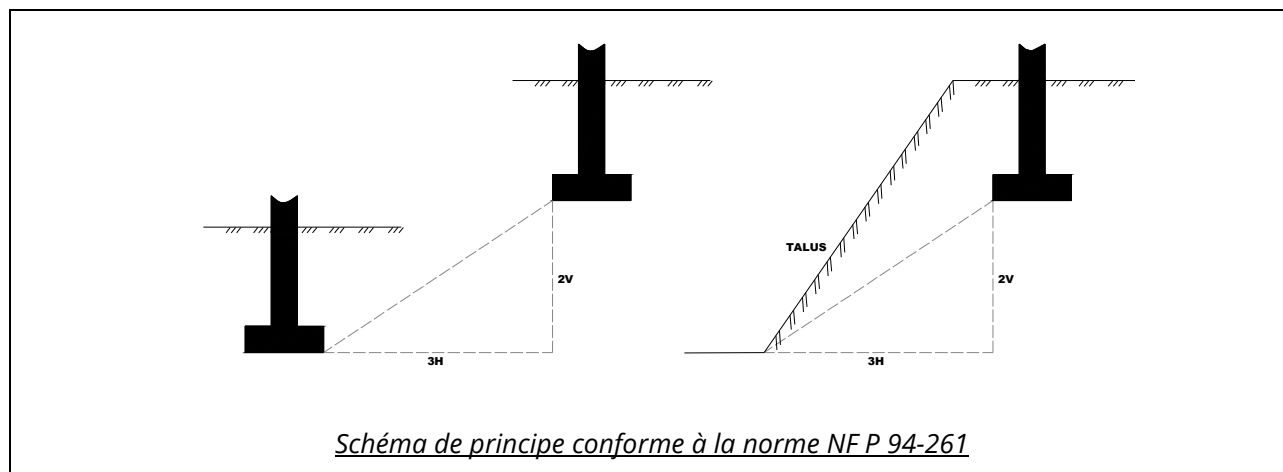 TALUS
2V
2V
3H
3H
Schéma de principe conforme à la norme NF P 94-261